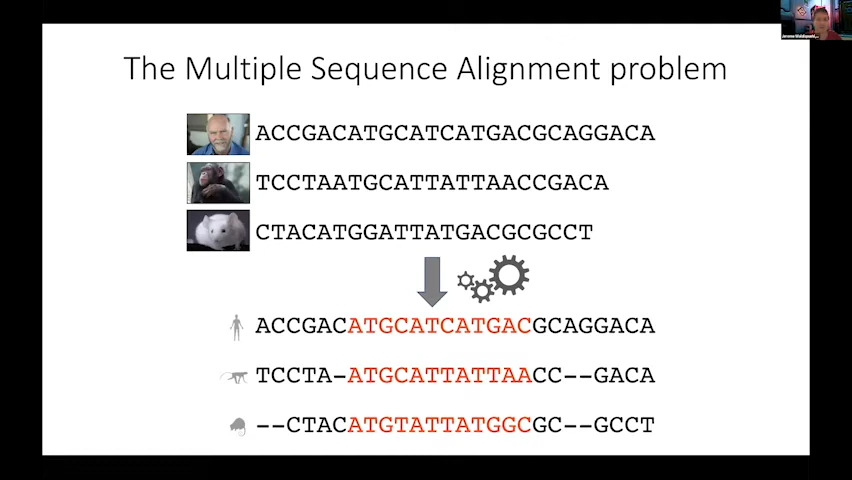 The Multiple Sequence Alignment problem
ACCGACATGCATCATGACGCAGGACA
TCCTAATGCATTATTAACCGACA
CTACATGGATTATGACGCGCCT
ACCGACATGCATCATGACGCAGGACA
TCCTA-ATGCATTATTAACC--GACA
--CTACATGTATTATGGCGC--GCCT